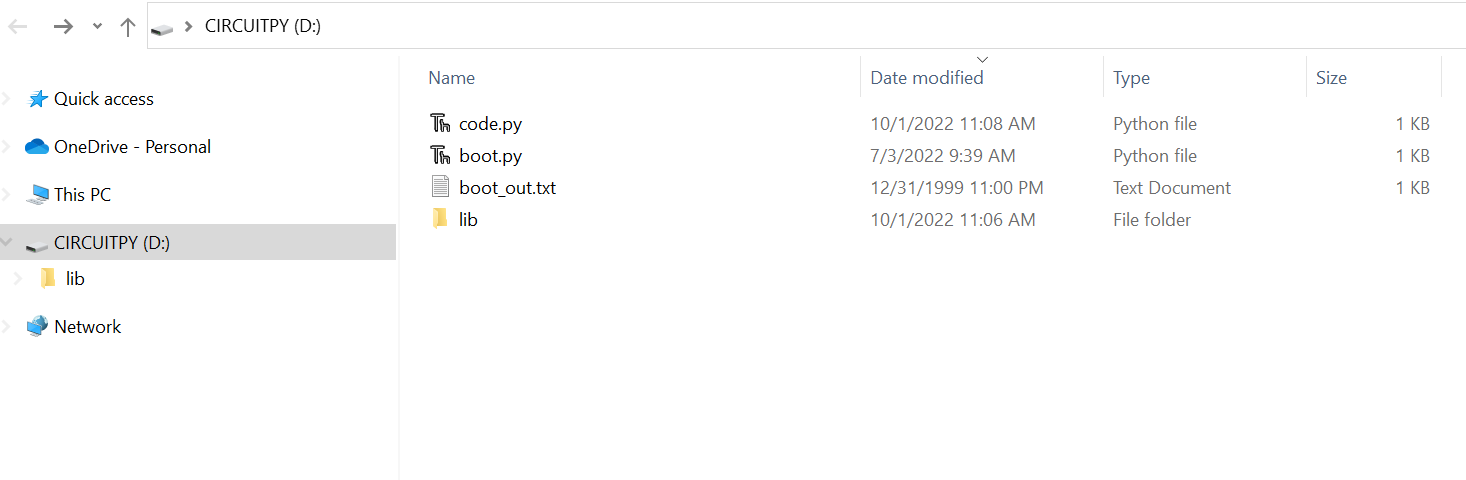 CIRCUITPY (D:)
Quick access
OneDrive - Personal
This PC
CIRCUITPY (D:)
lib
Network
Name Date modified Type Size
code.py 10/1/2022 11:08 AM Python file 1 KB
boot.py 7/3/2022 9:39 AM Python file 1 KB
boot_out.txt 12/31/1999 11:00 PM Text Document 1 KB
lib 10/1/2022 11:06 AM File folder